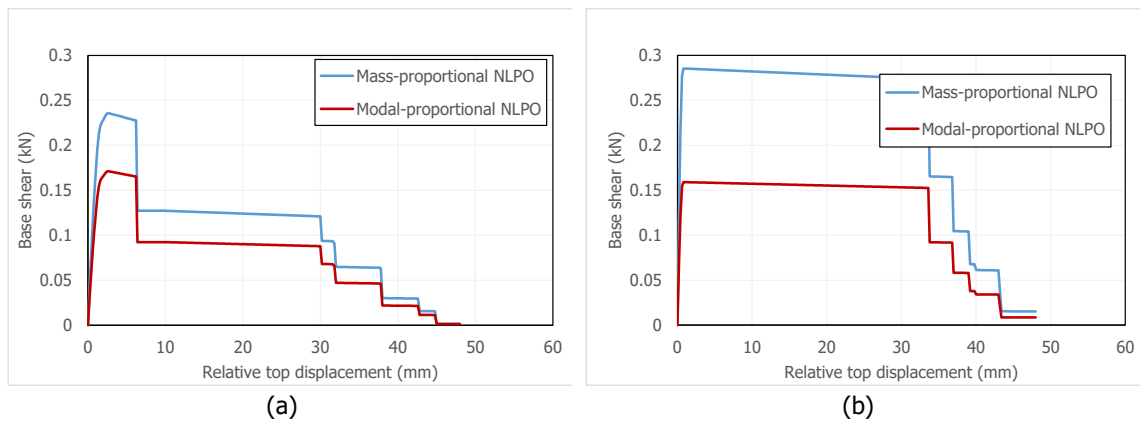 0.3
0.25
0.2
0.15
0.1
0.05
0
Base shear (kN)
Mass-proportional NLPO
Modal-proportional NLPO
0 10 20 30 40 50 60
Relative top displacement (mm)
(a)
0.3
0.25
0.2
0.15
0.1
0.05
0
Base shear (kN)
Mass-proportional NLPO
Modal-proportional NLPO
0 10 20 30 40 50 60
Relative top displacement (mm)
(b)